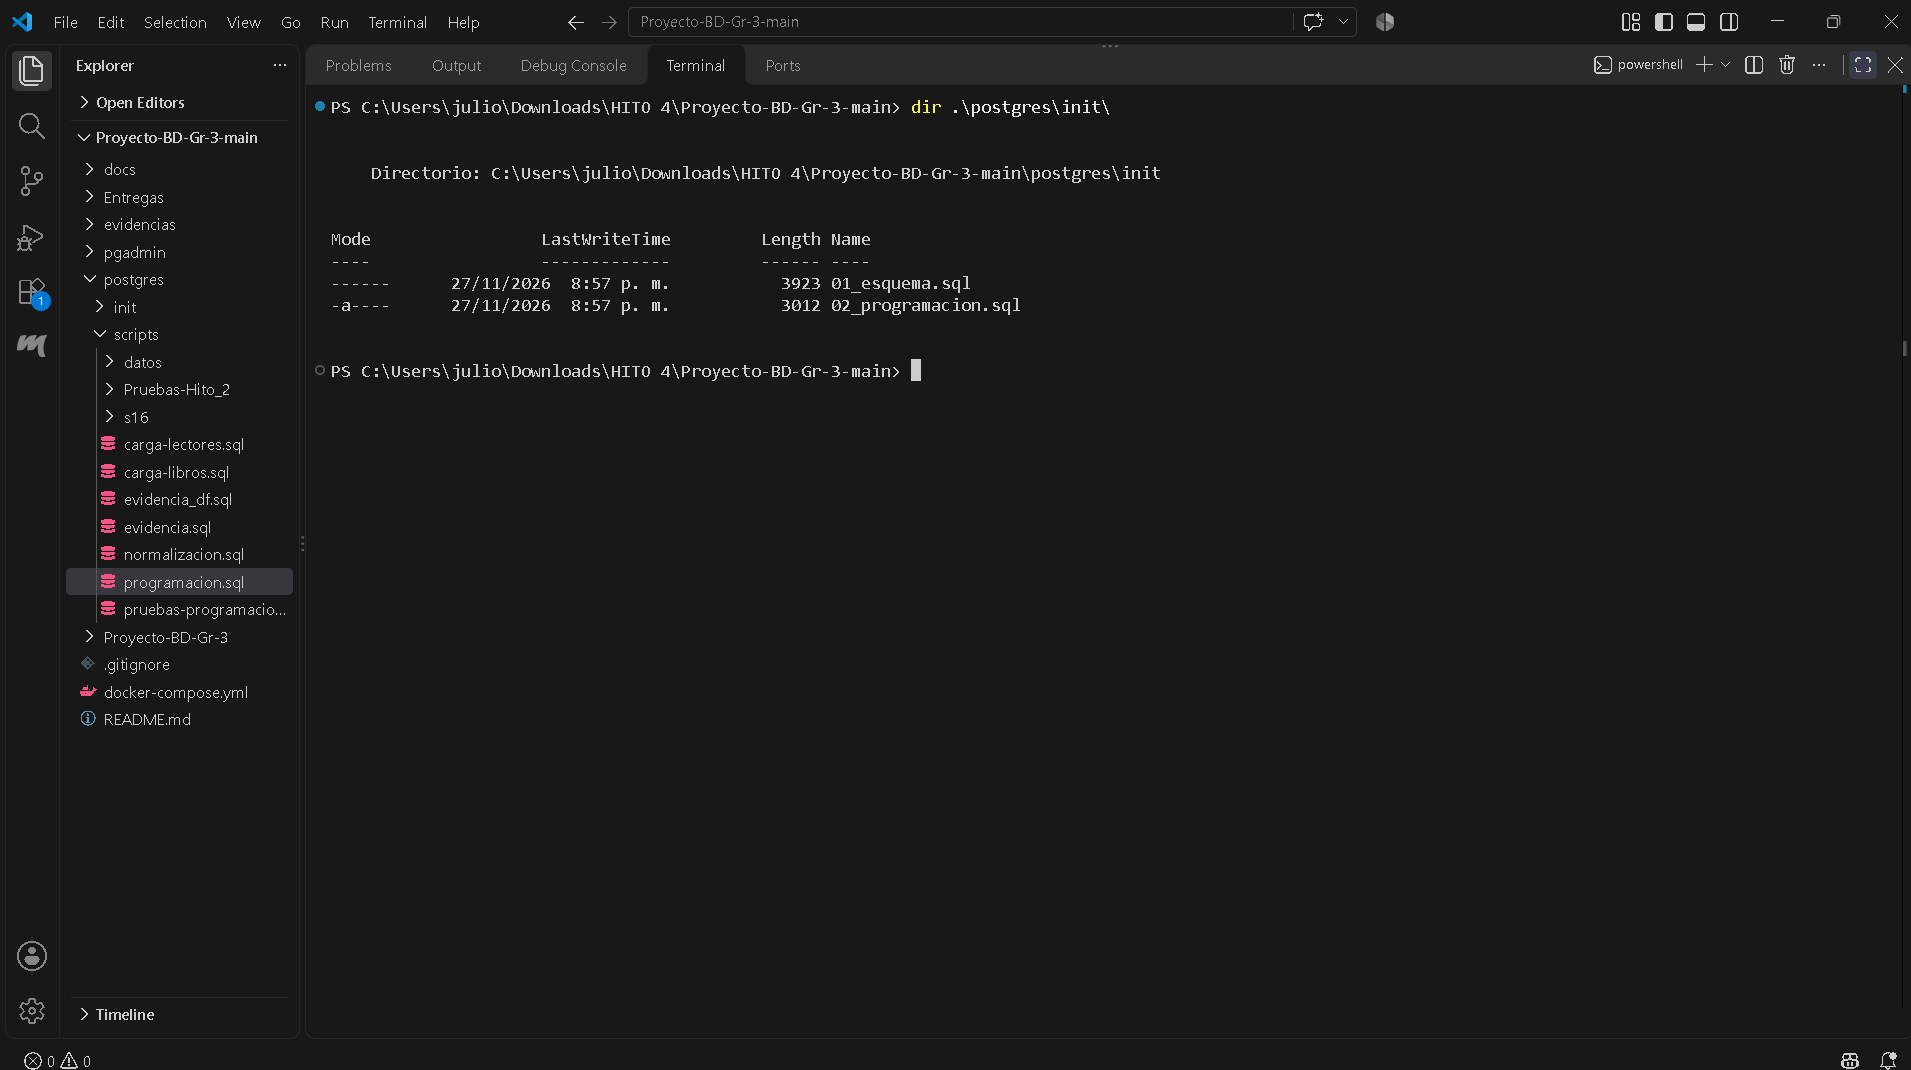 File Edit Selection View Go Run Terminal Help
Proyecto-BD-Gr-3-main
Explorer
Open Editors
Proyecto-BD-Gr-3-main
docs
Entregas
evidencias
pgadmin
postgres
init
scripts
datos
Pruebas-Hito_2
s16
carga-lectores.sql
carga-libros.sql
evidencia_df.sql
evidencia.sql
normalizacion.sql
programacion.sql
pruebas-programacio...
Proyecto-BD-Gr-3
.gitignore
docker-compose.yml
README.md
Timeline
1
Problems Output Debug Console Terminal Ports
powershell
PS C:\Users\julio\Downloads\HITO 4\Proyecto-BD-Gr-3-main> dir .\postgres\init\
Directorio: C:\Users\julio\Downloads\HITO 4\Proyecto-BD-Gr-3-main\postgres\init
Mode LastWriteTime Length Name
---- ------------- ------ ----
------ 27/11/2026 8:57 p. m. 3923 01_esquema.sql
-a---- 27/11/2026 8:57 p. m. 3012 02_programacion.sql
PS C:\Users\julio\Downloads\HITO 4\Proyecto-BD-Gr-3-main>
0 0